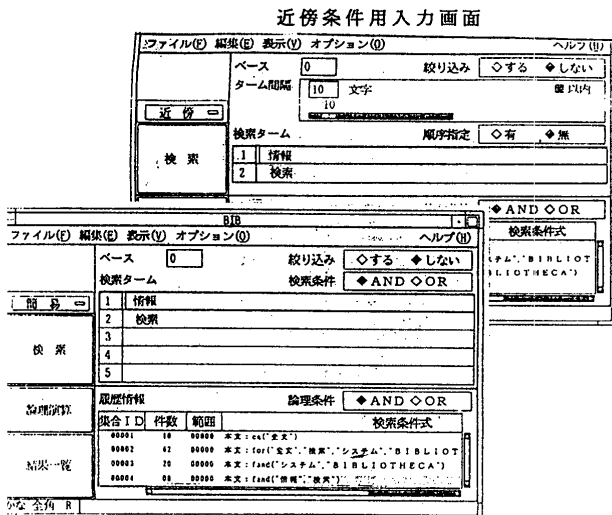 近傍条件用入力画面
ファイル(F) 編集(E) 表示(V) オプション(O) ヘルプ(H)
ベース 0 絞り込み ◇する ◆しない
ターム間隔 10 文字 以内
10
近傍
検索ターム 順序指定 ◇有 ◆無
検索
1 情報
2 検索
◆AND ◇OR
検索条件式
BIB
ファイル(F) 編集(E) 表示(V) オプション(O) ヘルプ(H)
ベース 0 絞り込み ◇する ◆しない
検索ターム 検索条件 ◆AND ◇OR
簡易
1 情報
2 検索
3
4
5
検索
履歴情報 論理条件 ◆AND ◇OR
論理演算
集合ID 件数 範囲 検索条件式
00001 10 00000 本文：eq("全文")
00002 62 00000 本文：for("全文","検索","システム","BIBLIOT
00003 20 00000 本文：fand("システム","BIBLIOTHECA")
00004 08 00000 本文：fand("情報","検索")
結果一覧
かな 全角 R